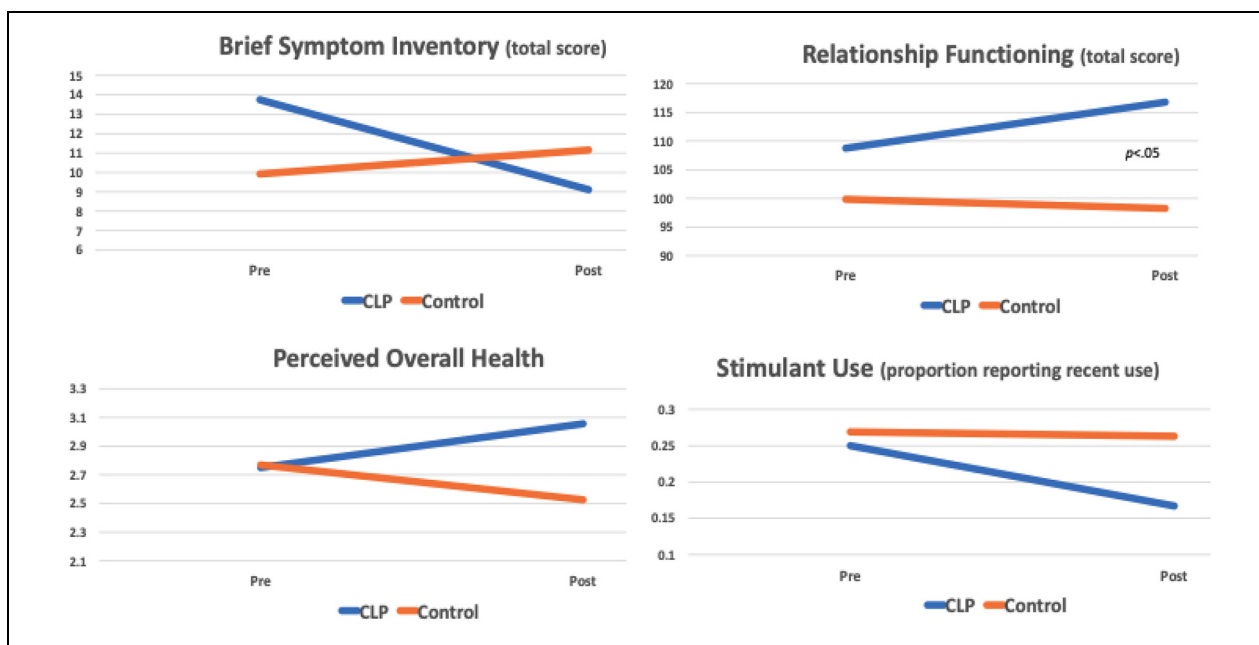 Brief Symptom Inventory (total score)
15
14
13
12
11
10
9
8
7
6
Pre Post
CLP Control
Relationship Functioning (total score)
120
115
110
105
100
95
90
p<.05
Pre Post
CLP Control
Perceived Overall Health
3.3
3.1
2.9
2.7
2.5
2.3
2.1
Pre Post
CLP Control
Stimulant Use (proportion reporting recent use)
0.3
0.25
0.2
0.15
0.1
Pre Post
CLP Control